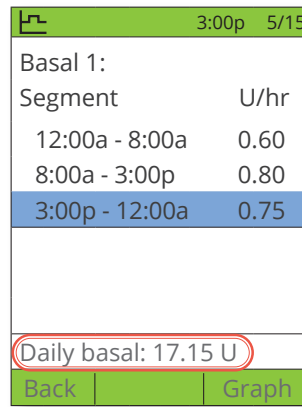 3:00p 5/15
Basal 1:
Segment U/hr
12:00a - 8:00a 0.60
8:00a - 3:00p 0.80
3:00p - 12:00a 0.75
Daily basal: 17.15 U
Back Graph